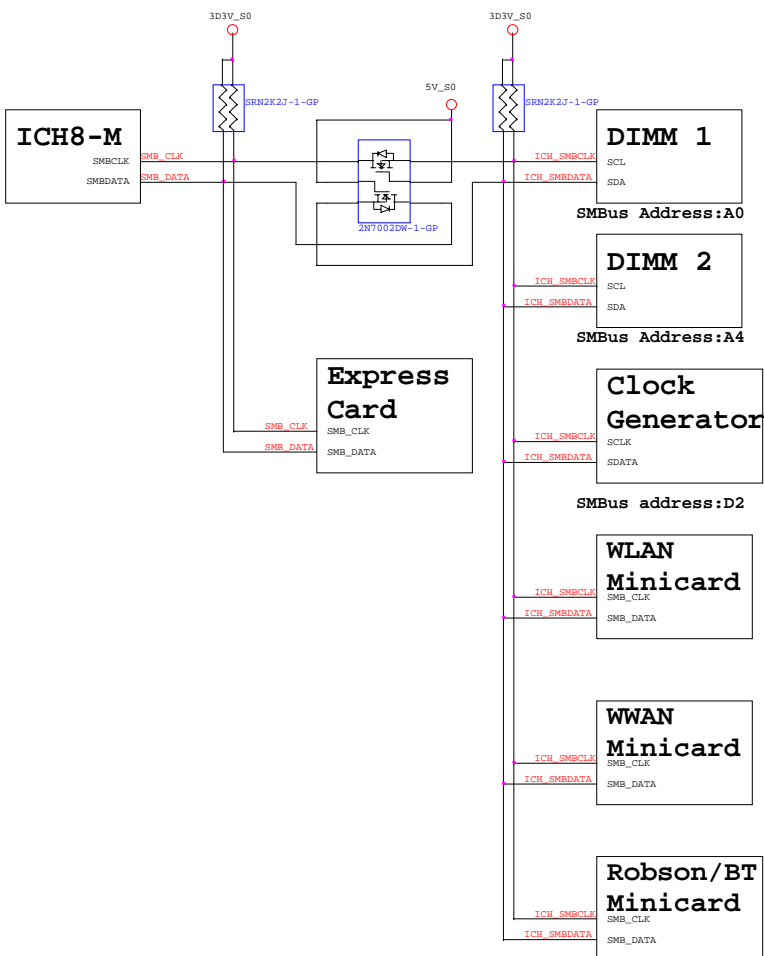 3D3V_S0
3D3V_S0
5V_S0
SRN2K2J-1-GP
SRN2K2J-1-GP
ICH8-M
SMBCLK
SMB_CLK
SMBDATA
SMB_DATA
2N7002DW-1-GP
DIMM 1
ICH_SMBCLK
SCL
ICH_SMBDATA
SDA
SMBus Address:A0
DIMM 2
ICH_SMBCLK
SCL
ICH_SMBDATA
SDA
SMBus Address:A4
Express
Card
SMB_CLK
SMB_CLK
SMB_DATA
SMB_DATA
Clock
Generator
ICH_SMBCLK
SCLK
ICH_SMBDATA
SDATA
SMBus address:D2
WLAN
Minicard
ICH_SMBCLK
SMB_CLK
ICH_SMBDATA
SMB_DATA
WWAN
Minicard
ICH_SMBCLK
SMB_CLK
ICH_SMBDATA
SMB_DATA
Robson/BT
Minicard
ICH_SMBCLK
SMB_CLK
ICH_SMBDATA
SMB_DATA